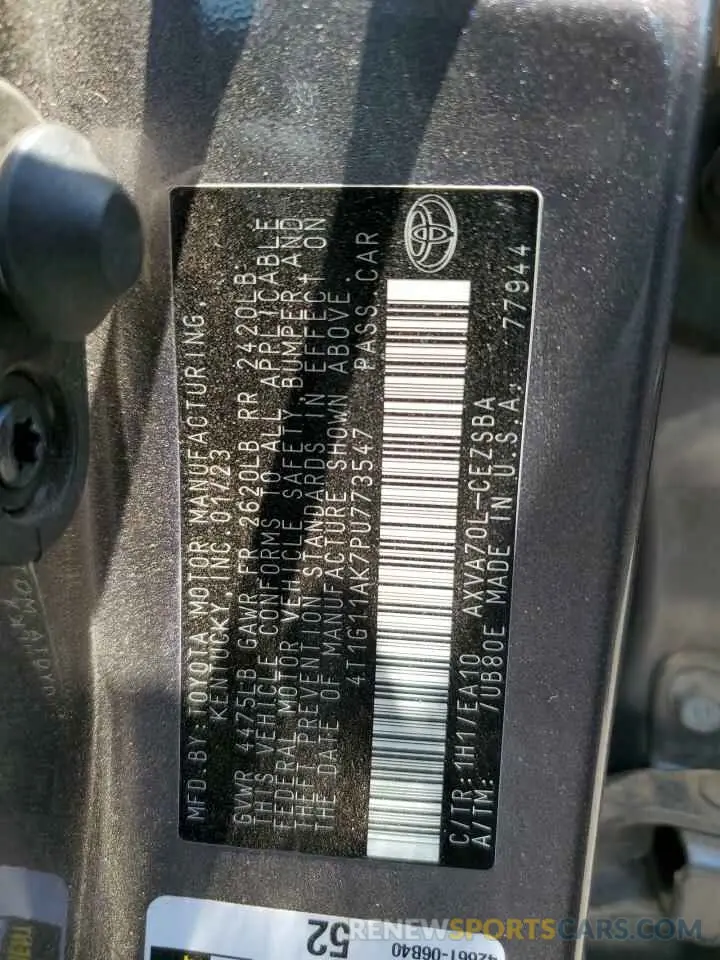 MFD.BY: TOYOTA MOTOR MANUFACTURING,
KENTUCKY, INC. 01/23
GVWR 4475LB GAWR FR 2620LB RR 2420LB
THIS VEHICLE CONFORMS TO ALL APPLICABLE
FEDERAL MOTOR VEHICLE SAFETY, BUMPER AND
THEFT PREVENTION STANDARDS IN EFFECT ON
THE DATE OF MANUFACTURE SHOWN ABOVE.
4T1G11AK7PU773547 PASS.CAR
C/TR: 1H1/EA10 AXVA70L-CEZSBA
A/TM: 7UB80E MADE IN U.S.A. 77944
52
42661-06B40
RENEWSPORTSCARS.COM